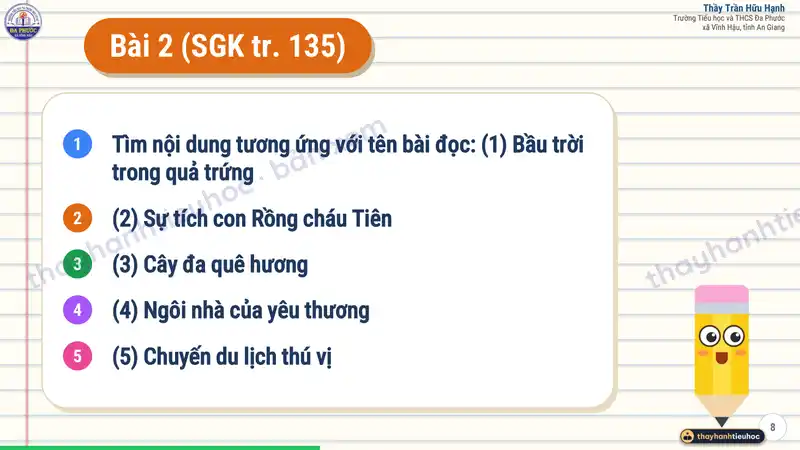 Thầy Trần Hữu Hạnh
Trường Tiểu học và THCS Đa Phước
xã Vĩnh Hậu, tỉnh An Giang
ĐA PHƯỚC
Bài 2 (SGK tr. 135)
1 Tìm nội dung tương ứng với tên bài đọc: (1) Bầu trời
trong quả trứng
2 (2) Sự tích con Rồng cháu Tiên
3 (3) Cây đa quê hương
4 (4) Ngôi nhà của yêu thương
5 (5) Chuyến du lịch thú vị
8
thayhanhtieuhoc